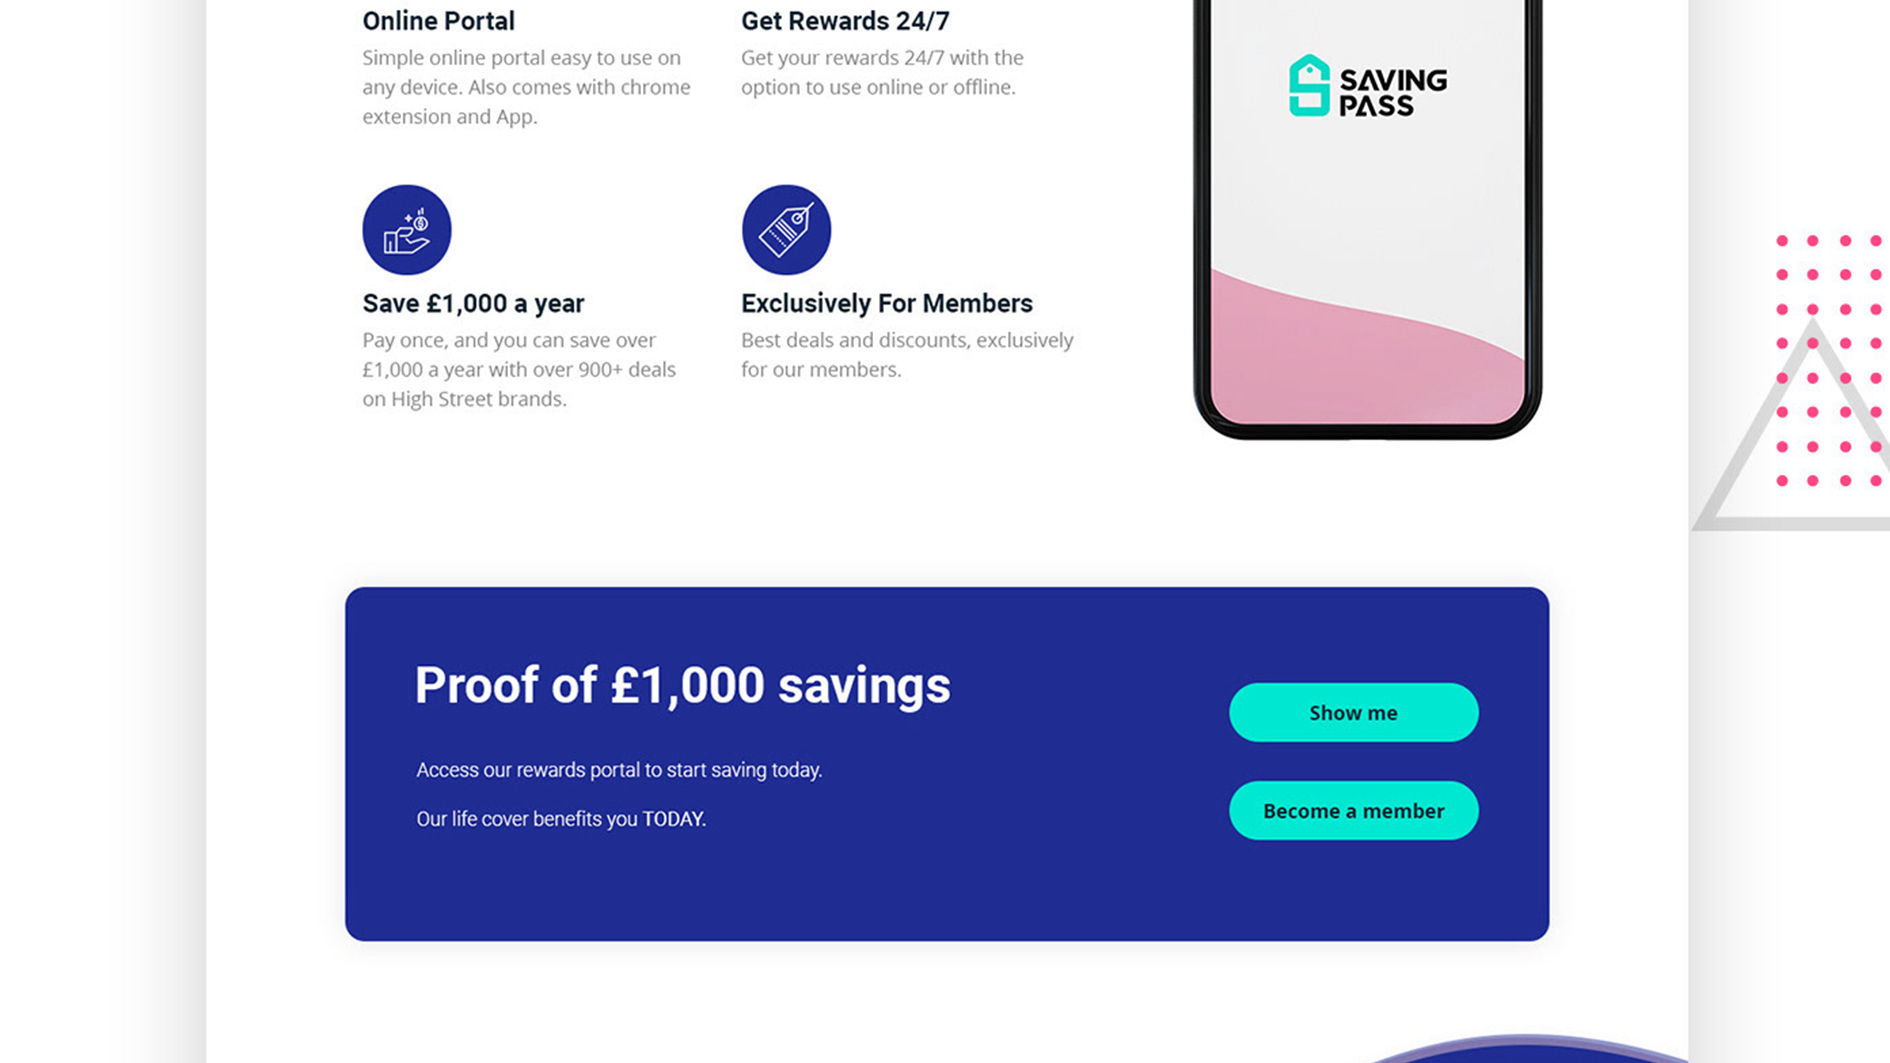 Online Portal
Simple online portal easy to use on
any device. Also comes with chrome
extension and App.
Get Rewards 24/7
Get your rewards 24/7 with the
option to use online or offline.
SAVING
PASS
Save £1,000 a year
Pay once, and you can save over
£1,000 a year with over 900+ deals
on High Street brands.
Exclusively For Members
Best deals and discounts, exclusively
for our members.
Proof of £1,000 savings
Access our rewards portal to start saving today.
Our life cover benefits you TODAY.
Show me
Become a member